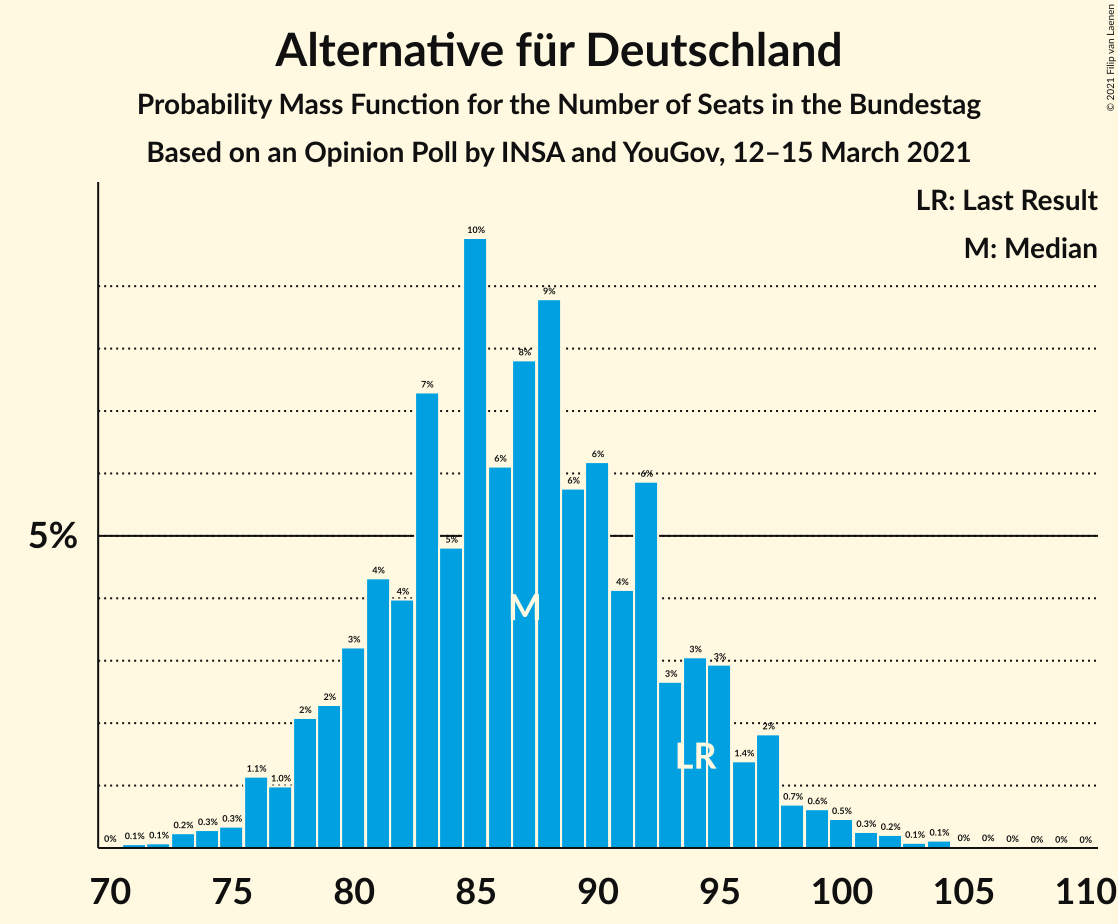 Alternative für Deutschland
Probability Mass Function for the Number of Seats in the Bundestag
Based on an Opinion Poll by INSA and YouGov, 12–15 March 2021
© 2021 Filip van Laenen
LR: Last Result
M: Median
5%
0% 0.1% 0.1% 0.2% 0.3% 0.3% 1.1% 1.0% 2% 2% 3% 4% 4% 7% 5% 10% 6% 8% 9% 6% 6% 4% 6% 3% 3% 3% 1.4% 2% 0.7% 0.6% 0.5% 0.3% 0.2% 0.1% 0.1% 0% 0% 0% 0% 0% 0%
M
LR
70 75 80 85 90 95 100 105 110